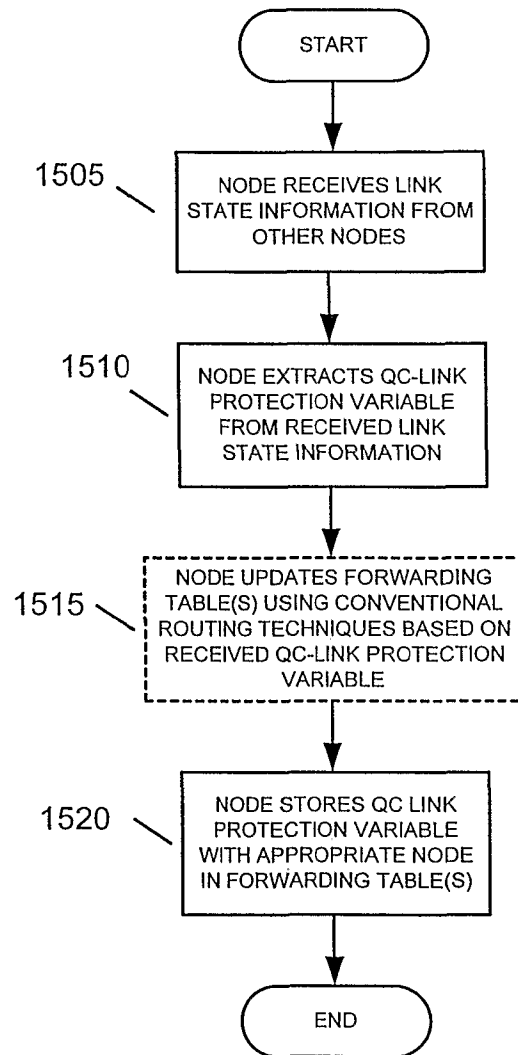 START
1505
NODE RECEIVES LINK
STATE INFORMATION FROM
OTHER NODES
1510
NODE EXTRACTS QC-LINK
PROTECTION VARIABLE
FROM RECEIVED LINK
STATE INFORMATION
1515
NODE UPDATES FORWARDING
TABLE(S) USING CONVENTIONAL
ROUTING TECHNIQUES BASED ON
RECEIVED QC-LINK PROTECTION
VARIABLE
1520
NODE STORES QC LINK
PROTECTION VARIABLE
WITH APPROPRIATE NODE
IN FORWARDING TABLE(S)
END